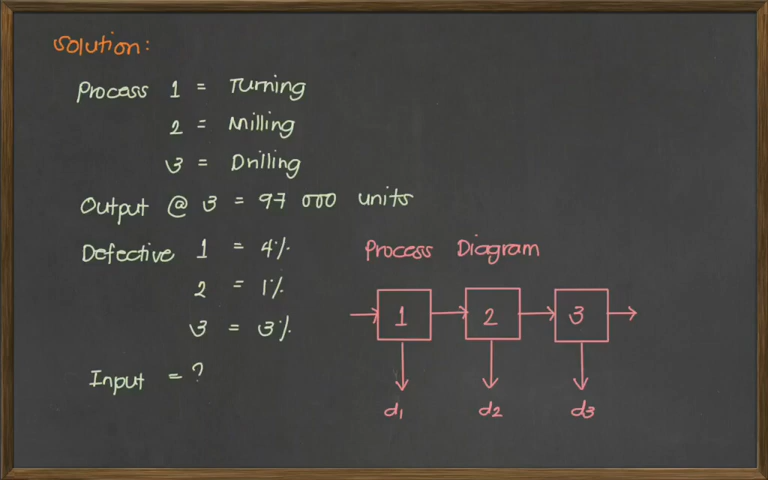 Solution:
Process 1 = Turning
2 = Milling
3 = Drilling
Output @ 3 = 97 000 units
Defective 1 = 4%
2 = 1%
3 = 3%
Input = ?
Process Diagram
1 2 3
d1 d2 d3